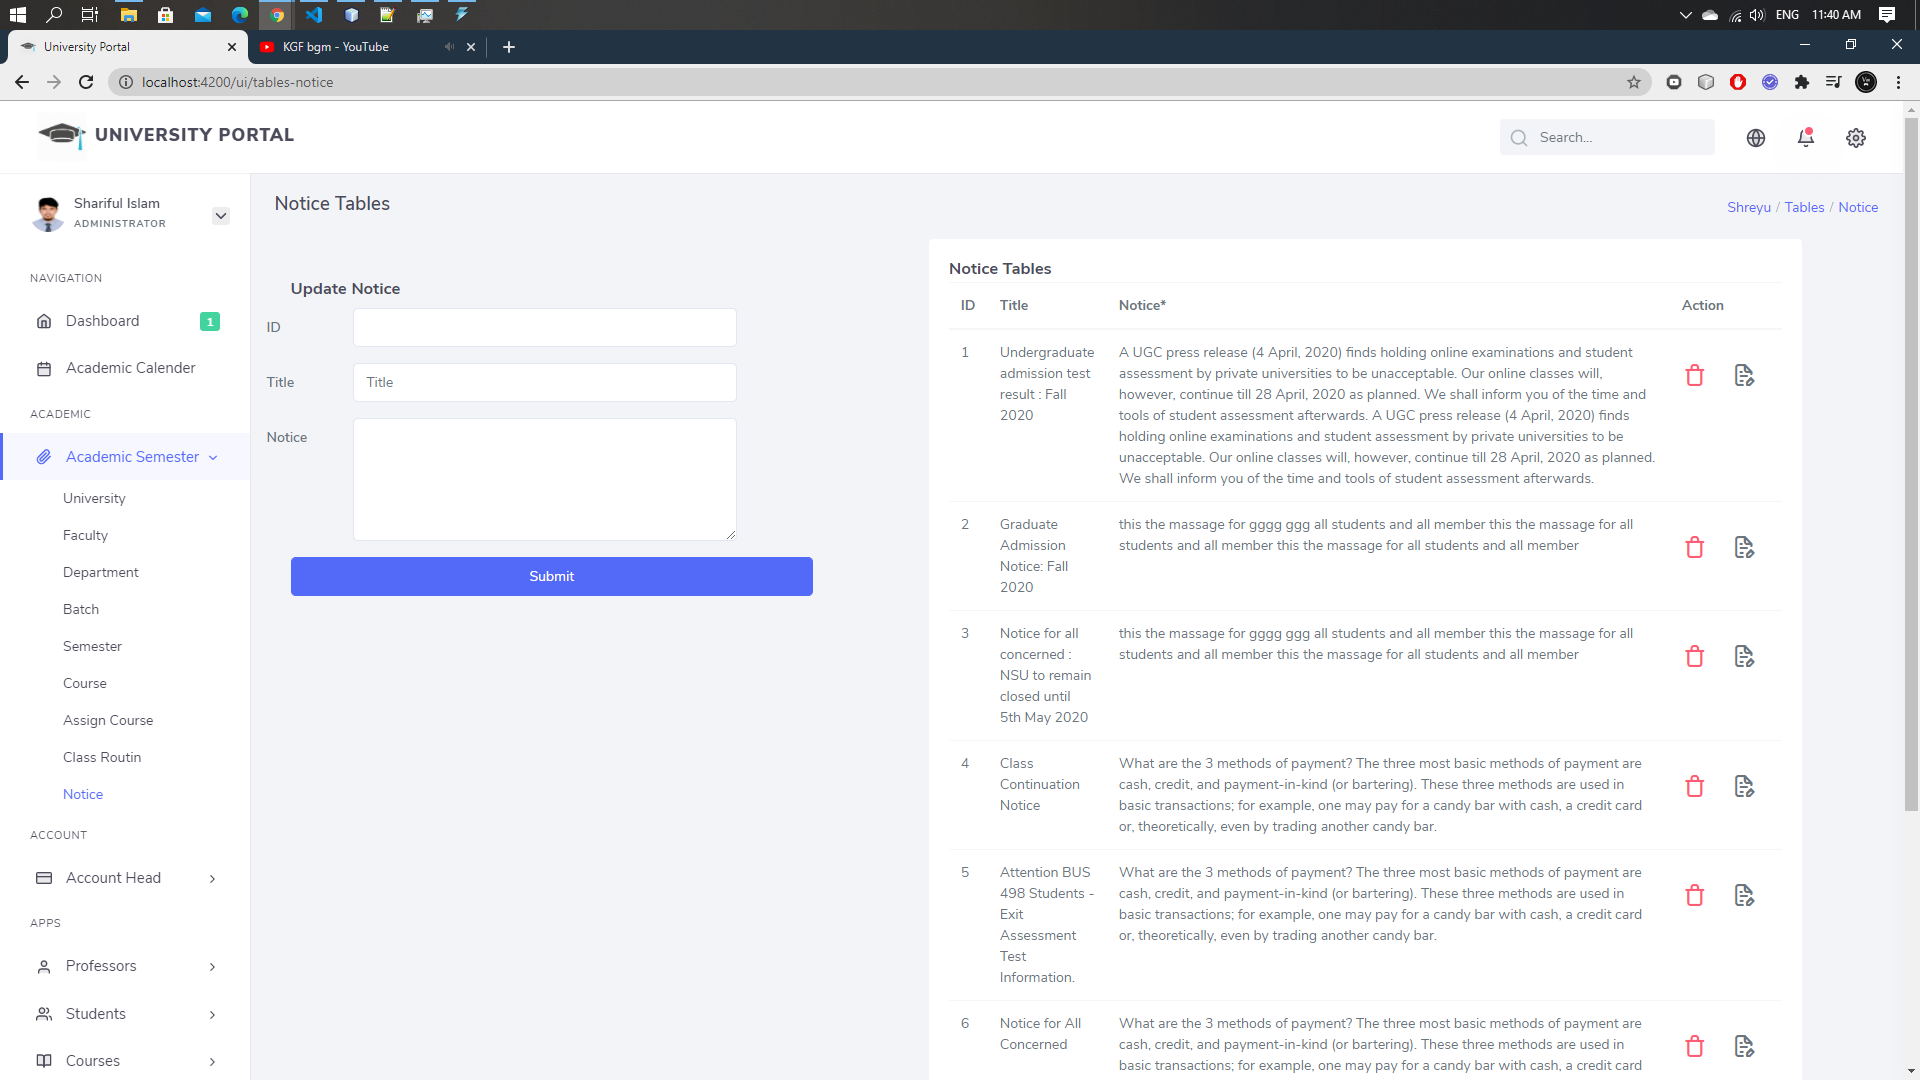 ENG
11:40 AM
University Portal
KGF bgm - YouTube
localhost:4200/ui/tables-notice
UNIVERSITY PORTAL
Search...
Shariful Islam
ADMINISTRATOR
NAVIGATION
Dashboard
1
Academic Calender
ACADEMIC
Academic Semester
University
Faculty
Department
Batch
Semester
Course
Assign Course
Class Routin
Notice
ACCOUNT
Account Head
APPS
Professors
Students
Courses
Notice Tables
Shreyu / Tables / Notice
Update Notice
ID
Title
Title
Notice
Submit
Notice Tables
ID Title Notice* Action
1
Undergraduate
admission test
result : Fall
2020
A UGC press release (4 April, 2020) finds holding online examinations and student
assessment by private universities to be unacceptable. Our online classes will,
however, continue till 28 April, 2020 as planned. We shall inform you of the time and
tools of student assessment afterwards. A UGC press release (4 April, 2020) finds
holding online examinations and student assessment by private universities to be
unacceptable. Our online classes will, however, continue till 28 April, 2020 as planned.
We shall inform you of the time and tools of student assessment afterwards.
2
Graduate
Admission
Notice: Fall
2020
this the massage for gggg ggg all students and all member this the massage for all
students and all member this the massage for all students and all member
3
Notice for all
concerned :
NSU to remain
closed until
5th May 2020
this the massage for gggg ggg all students and all member this the massage for all
students and all member this the massage for all students and all member
4
Class
Continuation
Notice
What are the 3 methods of payment? The three most basic methods of payment are
cash, credit, and payment-in-kind (or bartering). These three methods are used in
basic transactions; for example, one may pay for a candy bar with cash, a credit card
or, theoretically, even by trading another candy bar.
5
Attention BUS
498 Students -
Exit
Assessment
Test
Information.
What are the 3 methods of payment? The three most basic methods of payment are
cash, credit, and payment-in-kind (or bartering). These three methods are used in
basic transactions; for example, one may pay for a candy bar with cash, a credit card
or, theoretically, even by trading another candy bar.
6
Notice for All
Concerned
What are the 3 methods of payment? The three most basic methods of payment are
cash, credit, and payment-in-kind (or bartering). These three methods are used in
basic transactions; for example, one may pay for a candy bar with cash, a credit card